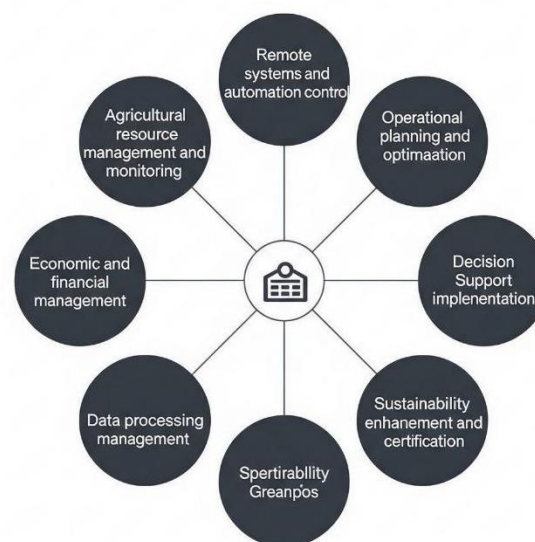 Remote
systems and
automation control
Operational
planning and
optimaation
Decision
Support
implenentation
Sustainability
enhanement and
certification
Spertirabllity
Greanpos
Data processing
management
Economic and
financial
management
Agricultural
resource
management and
monitoring